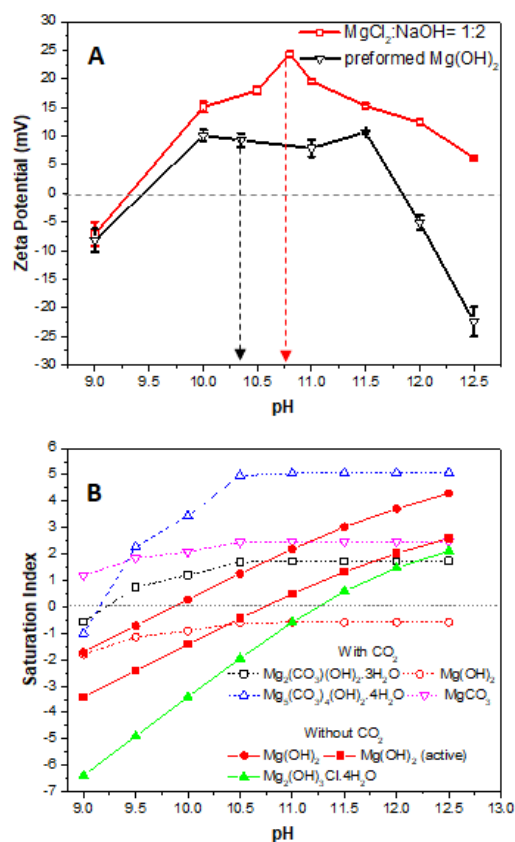 A
MgCl2:NaOH= 1:2
preformed Mg(OH)2
Zeta Potential (mV)
30
25
20
15
10
5
0
-5
-10
-15
-20
-25
-30
9.0 9.5 10.0 10.5 11.0 11.5 12.0 12.5
pH
B
Saturation Index
6
5
4
3
2
1
0
-1
-2
-3
-4
-5
-6
-7
With CO2
Mg2(CO3)(OH)2.3H2O Mg(OH)2
Mg5(CO3)4(OH)2.4H2O MgCO3
Without CO2
Mg(OH)2 Mg(OH)2 (active)
Mg2(OH)3Cl.4H2O
9.0 9.5 10.0 10.5 11.0 11.5 12.0 12.5 13.0
pH